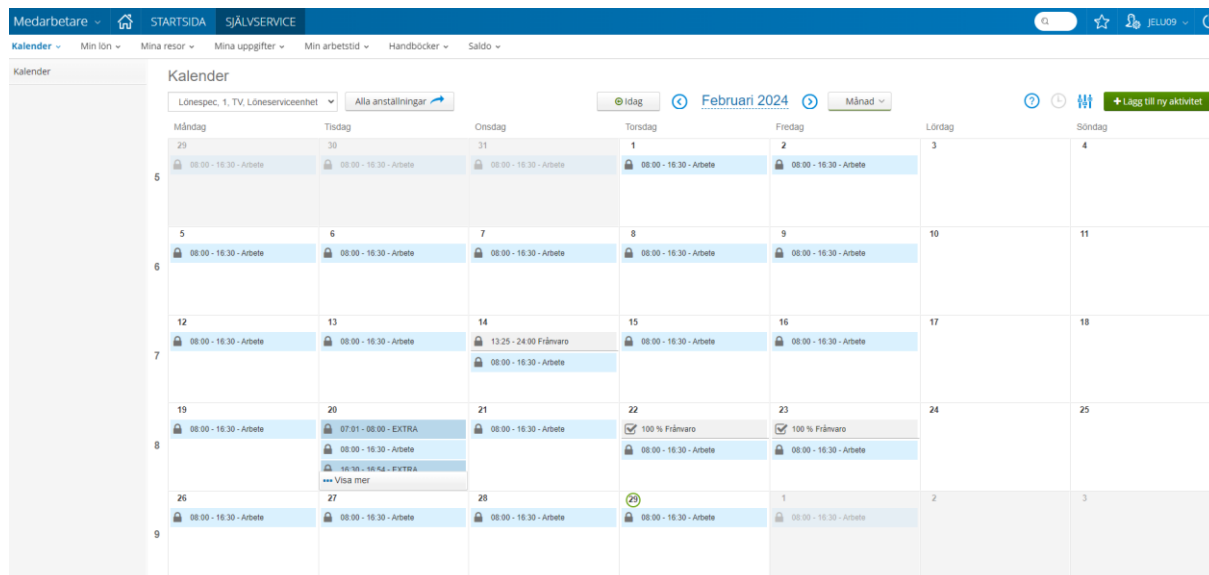 Medarbetare STARTSIDA SJÄLVSERVICE JELU09
Kalender Min lön Mina resor Mina uppgifter Min arbetstid Handböcker Saldo
Kalender
Kalender
Lönespec, 1, TV, Löneserviceenhet Alla anställningar Idag Februari 2024 Månad ? + Lägg till ny aktivitet
Måndag Tisdag Onsdag Torsdag Fredag Lördag Söndag
29 30 31 1 2 3 4
08:00 - 16:30 - Arbete 08:00 - 16:30 - Arbete 08:00 - 16:30 - Arbete 08:00 - 16:30 - Arbete 08:00 - 16:30 - Arbete
5
5 6 7 8 9 10 11
08:00 - 16:30 - Arbete 08:00 - 16:30 - Arbete 08:00 - 16:30 - Arbete 08:00 - 16:30 - Arbete 08:00 - 16:30 - Arbete
6
12 13 14 15 16 17 18
08:00 - 16:30 - Arbete 08:00 - 16:30 - Arbete 13:25 - 24:00 Frånvaro 08:00 - 16:30 - Arbete 08:00 - 16:30 - Arbete
7 08:00 - 16:30 - Arbete
19 20 21 22 23 24 25
08:00 - 16:30 - Arbete 07:01 - 08:00 - EXTRA 08:00 - 16:30 - Arbete 100 % Frånvaro 100 % Frånvaro
8 08:00 - 16:30 - Arbete 08:00 - 16:30 - Arbete 08:00 - 16:30 - Arbete
16:30 - 16:54 - EXTRA
Visa mer
26 27 28 29 1 2 3
08:00 - 16:30 - Arbete 08:00 - 16:30 - Arbete 08:00 - 16:30 - Arbete 08:00 - 16:30 - Arbete 08:00 - 16:30 - Arbete
9